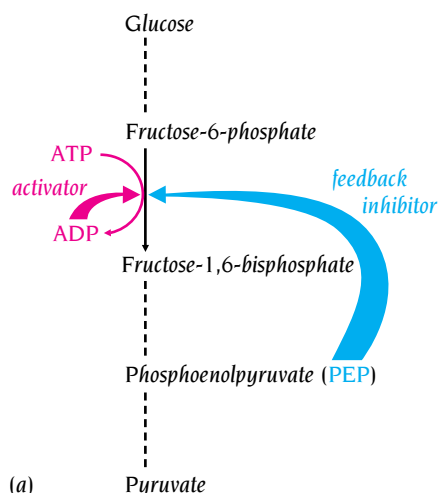 Glucose
Fructose-6-phosphate
ATP
activator
feedback
inhibitor
ADP
Fructose-1,6-bisphosphate
Phosphoenolpyruvate (PEP)
(a)
Pyruvate